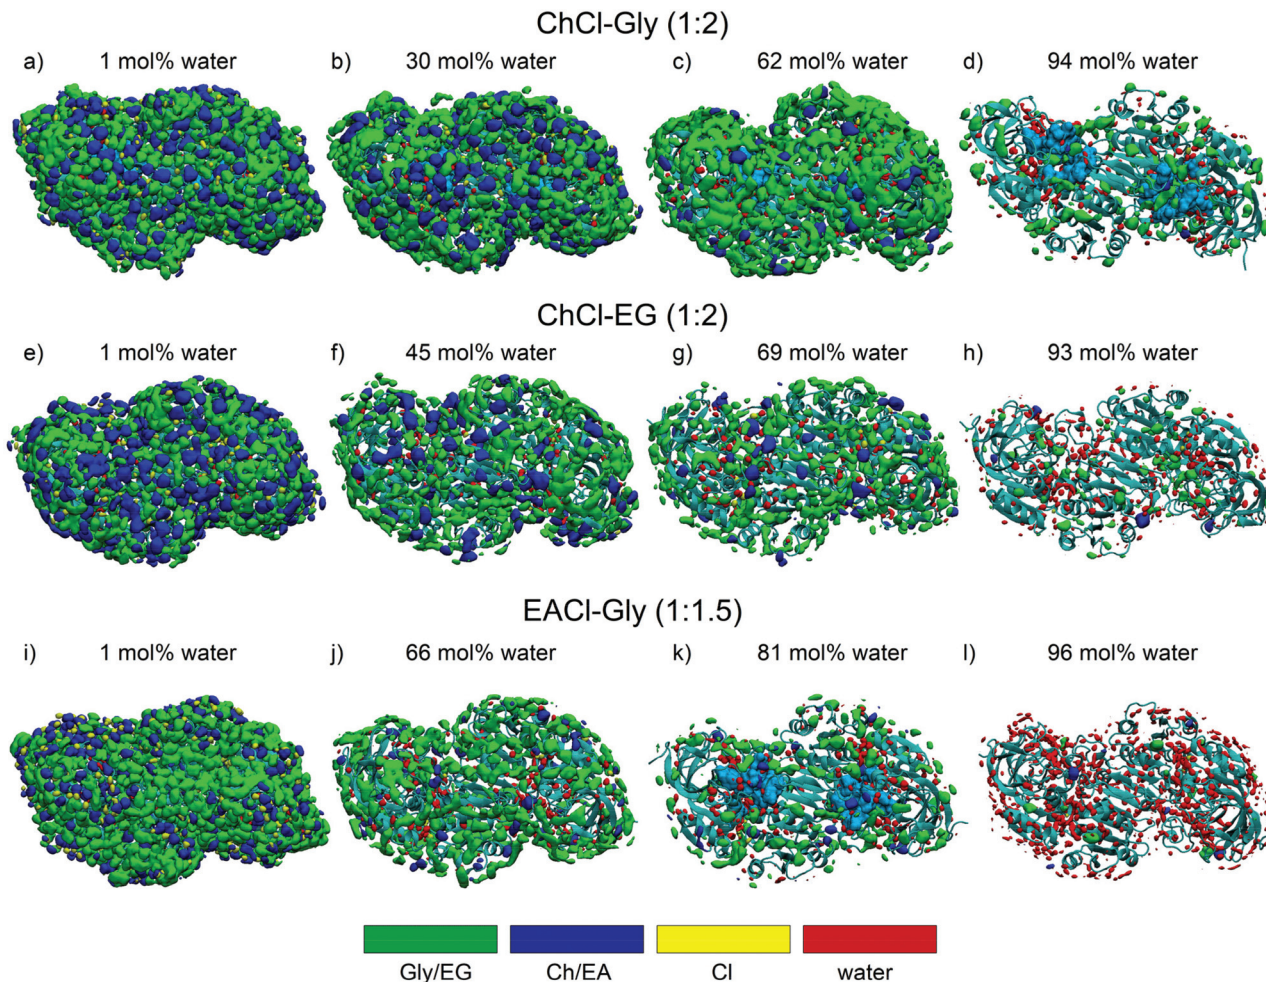 ChCl-Gly (1:2)
a) 1 mol% water b) 30 mol% water c) 62 mol% water d) 94 mol% water
ChCl-EG (1:2)
e) 1 mol% water f) 45 mol% water g) 69 mol% water h) 93 mol% water
EACl-Gly (1:1.5)
i) 1 mol% water j) 66 mol% water k) 81 mol% water l) 96 mol% water
Gly/EG Ch/EA Cl water